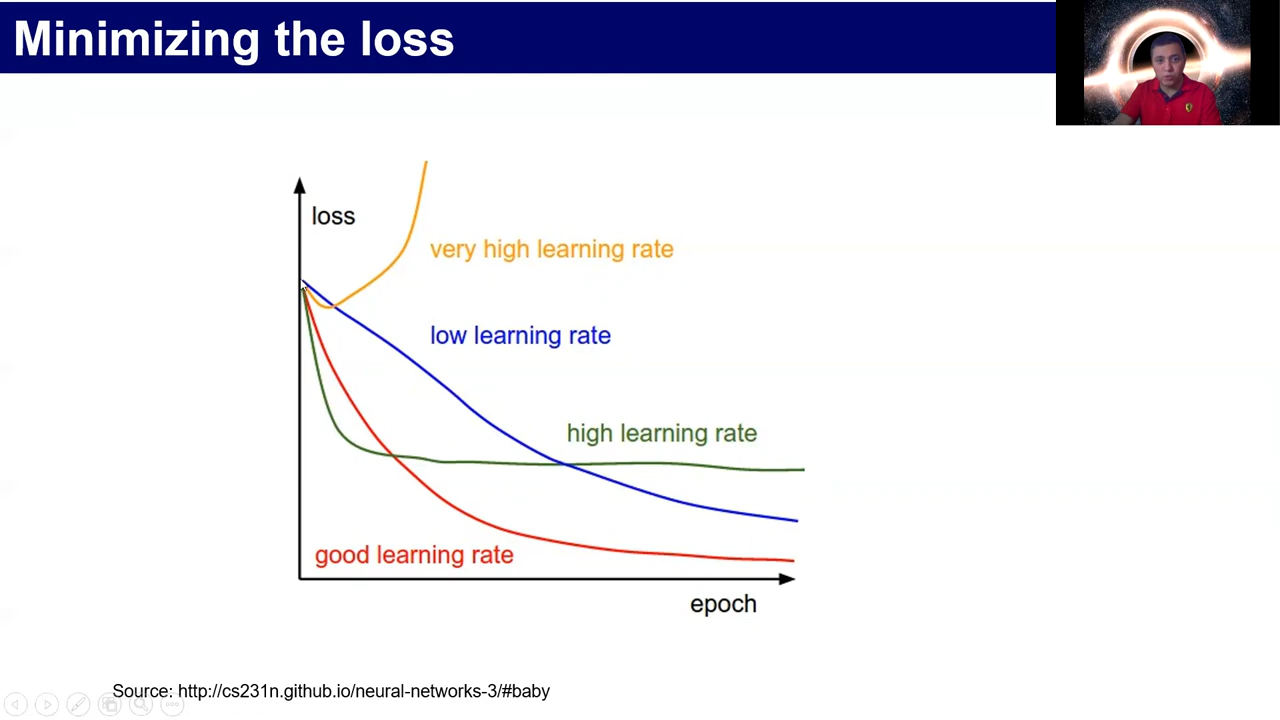 Minimizing the loss
loss
very high learning rate
low learning rate
high learning rate
good learning rate
epoch
Source: http://cs231n.github.io/neural-networks-3/#baby